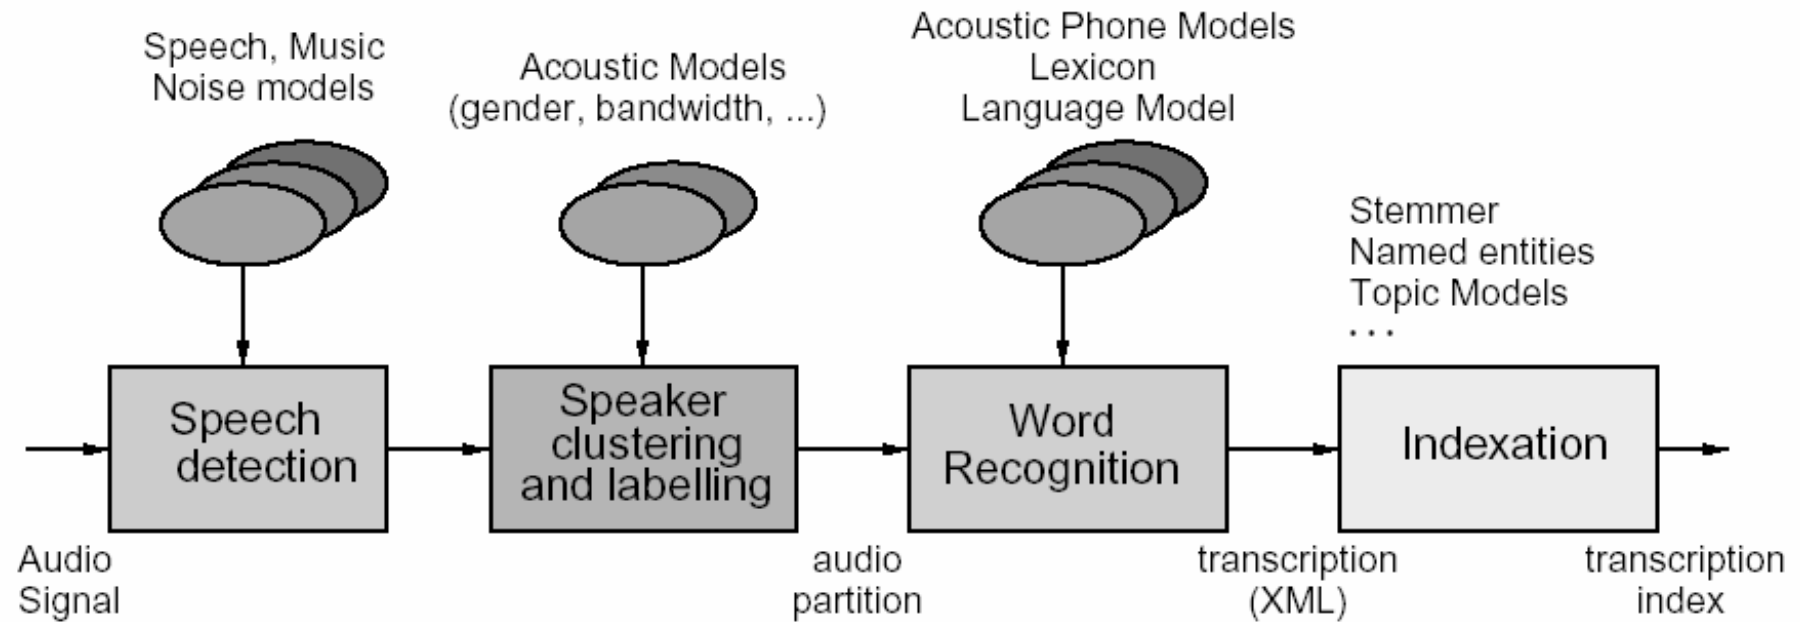 Speech, Music
Noise models
Acoustic Models
(gender, bandwidth, ...)
Acoustic Phone Models
Lexicon
Language Model
Stemmer
Named entities
Topic Models
...
Speech
detection
Speaker
clustering
and labelling
Word
Recognition
Indexation
Audio
Signal
audio
partition
transcription
(XML)
transcription
index